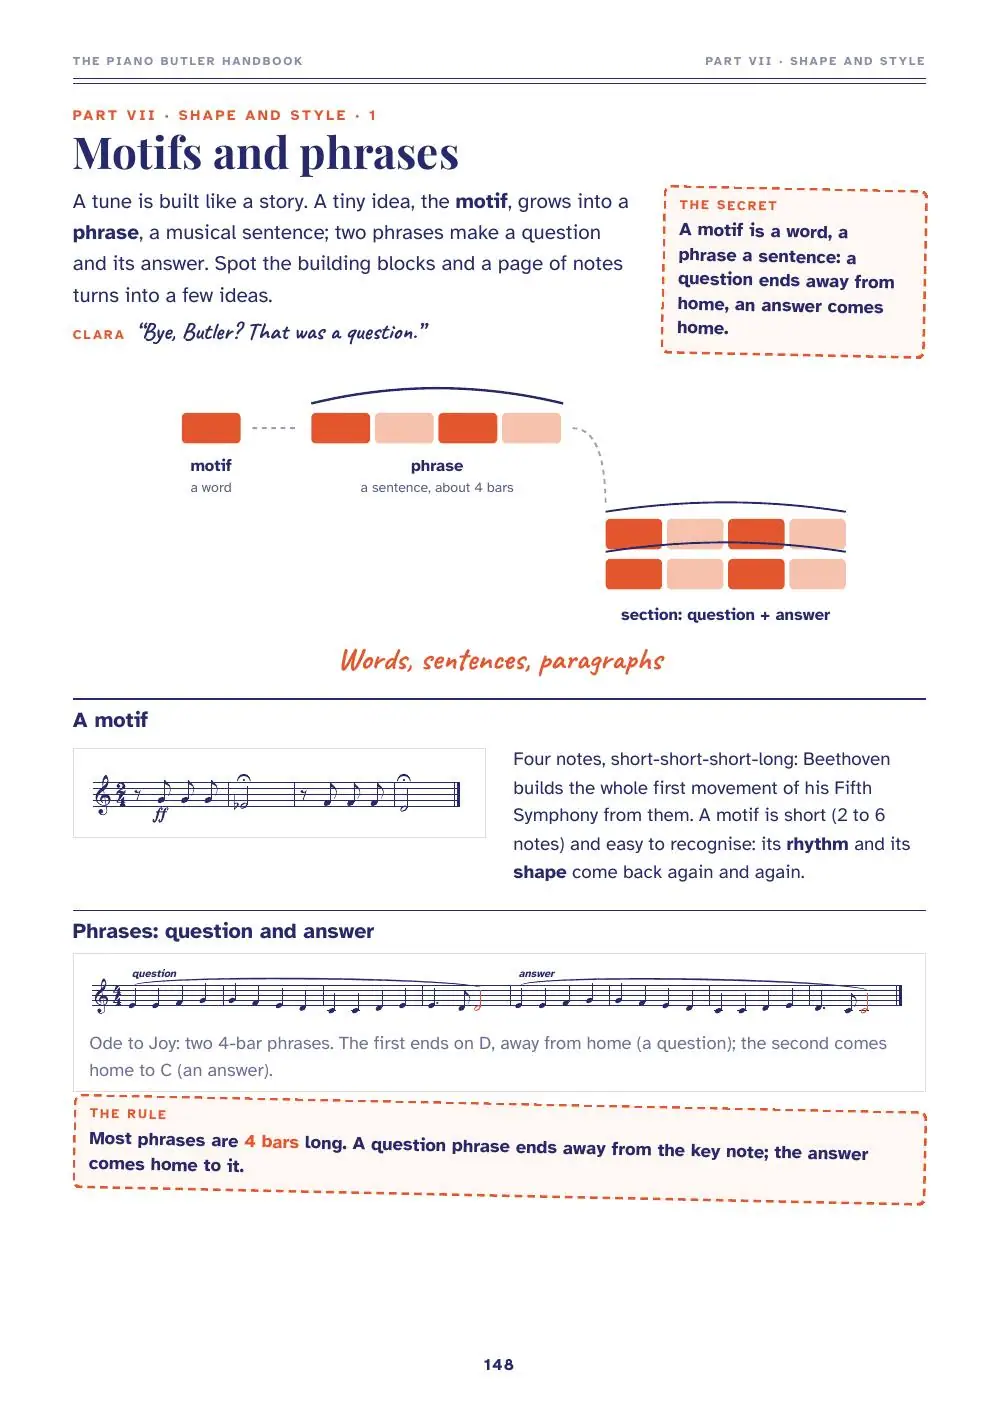 THE PIANO BUTLER HANDBOOK
PART VII · SHAPE AND STYLE
PART VII · SHAPE AND STYLE · 1
Motifs and phrases
A tune is built like a story. A tiny idea, the motif, grows into a
phrase, a musical sentence; two phrases make a question
and its answer. Spot the building blocks and a page of notes
turns into a few ideas.
CLARA “Bye, Butler? That was a question.”
THE SECRET
A motif is a word, a
phrase a sentence: a
question ends away from
home, an answer comes
home.
motif
a word
phrase
a sentence, about 4 bars
section: question + answer
Words, sentences, paragraphs
A motif
2
4
ff
Four notes, short-short-short-long: Beethoven
builds the whole first movement of his Fifth
Symphony from them. A motif is short (2 to 6
notes) and easy to recognise: its rhythm and its
shape come back again and again.
Phrases: question and answer
question
answer
4
4
Ode to Joy: two 4-bar phrases. The first ends on D, away from home (a question); the second comes
home to C (an answer).
THE RULE
Most phrases are 4 bars long. A question phrase ends away from the key note; the answer
comes home to it.
148